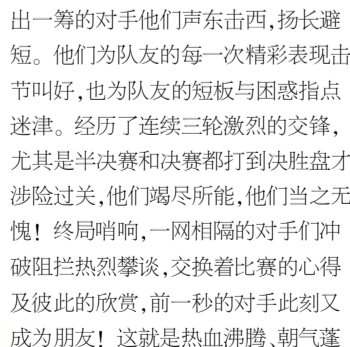 出一筹的对手他们声东击西,扬长避
短。他们为队友的每一次精彩表现击
节叫好,也为队友的短板与困惑指点
迷津。经历了连续三轮激烈的交锋,
尤其是半决赛和决赛都打到决胜盘才
涉险过关,他们竭尽所能,他们当之无
愧!终局哨响,一网相隔的对手们冲
破阻拦热烈攀谈,交换着比赛的心得
及彼此的欣赏,前一秒的对手此刻又
成为朋友!这就是热血沸腾、朝气蓬